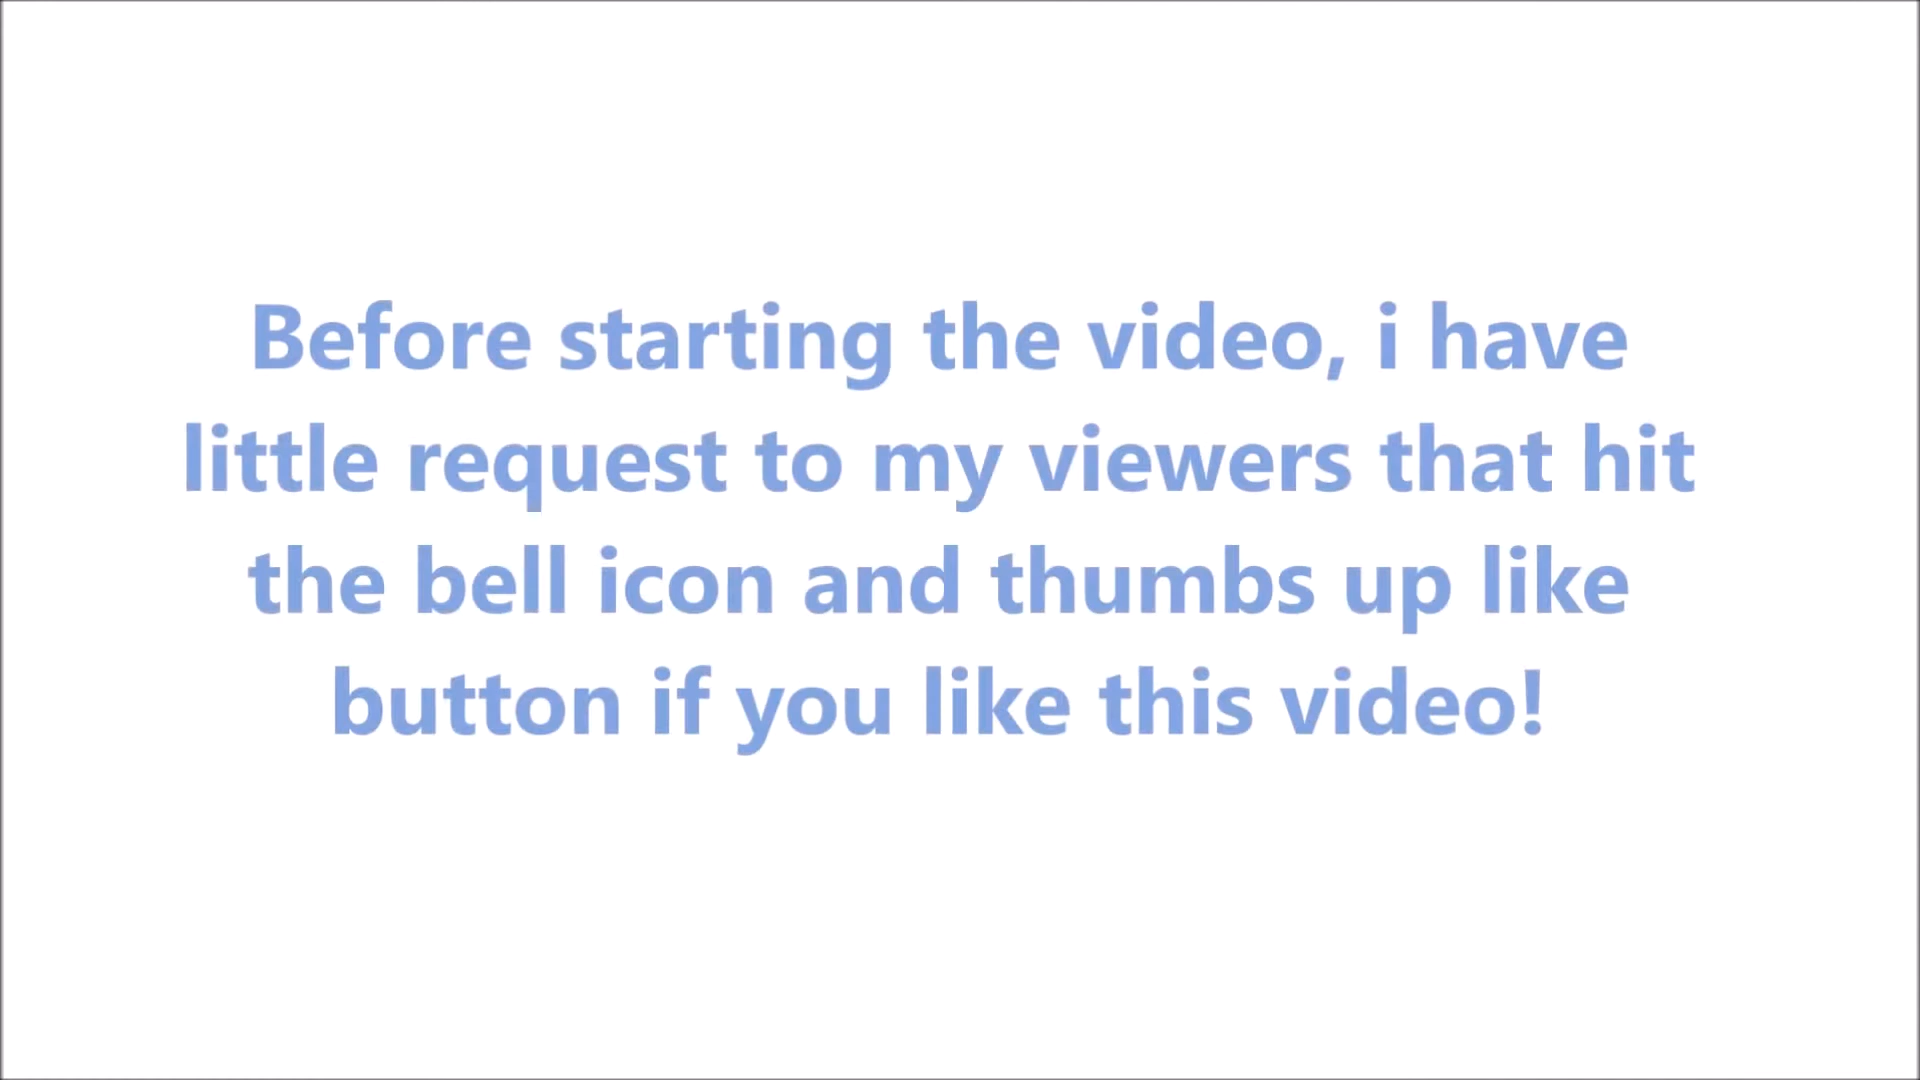 Before starting the video, i have
little request to my viewers that hit
the bell icon and thumbs up like
button if you like this video!